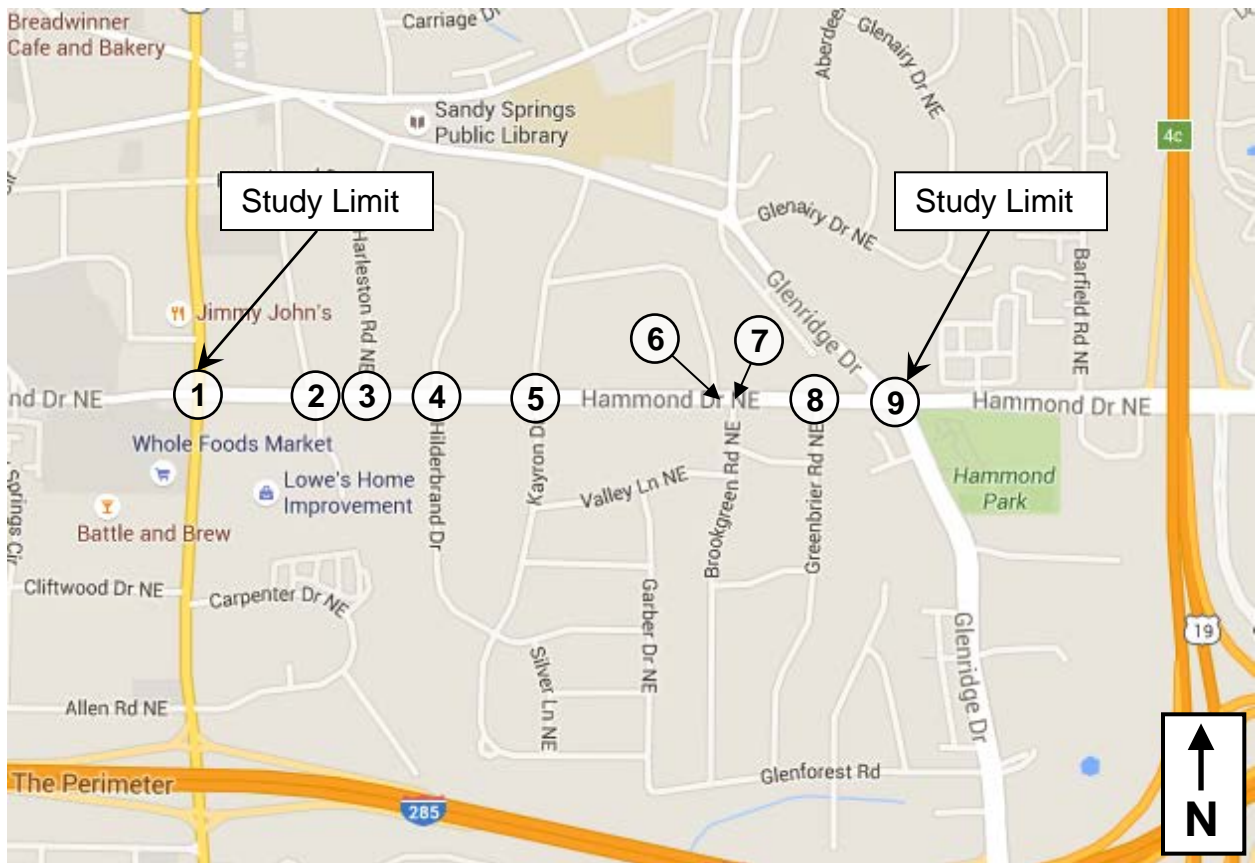 Breadwinner
Cafe and Bakery
Carriage Dr
Sandy Springs
Public Library
Glenairy Dr NE
4c
Study Limit
Study Limit
Glenairy Dr NE
Harleston Rd NE
Barfield Rd NE
Glenridge Dr
Jimmy John's
6
7
1
2
3
4
5
8
9
nd Dr NE
Hammond Dr NE
Hammond Dr NE
Whole Foods Market
Lowe's Home
Improvement
Battle and Brew
Springs Cir
Hilderbrand Dr
Kayron D
Valley Ln NE
Brookgreen Rd NE
Greenbrier Rd NE
Hammond
Park
Cliftwood Dr NE
Carpenter Dr NE
Garber Dr NE
Silver Ln NE
Glenridge Dr
19
Allen Rd NE
The Perimeter
285
Glenforest Rd
N